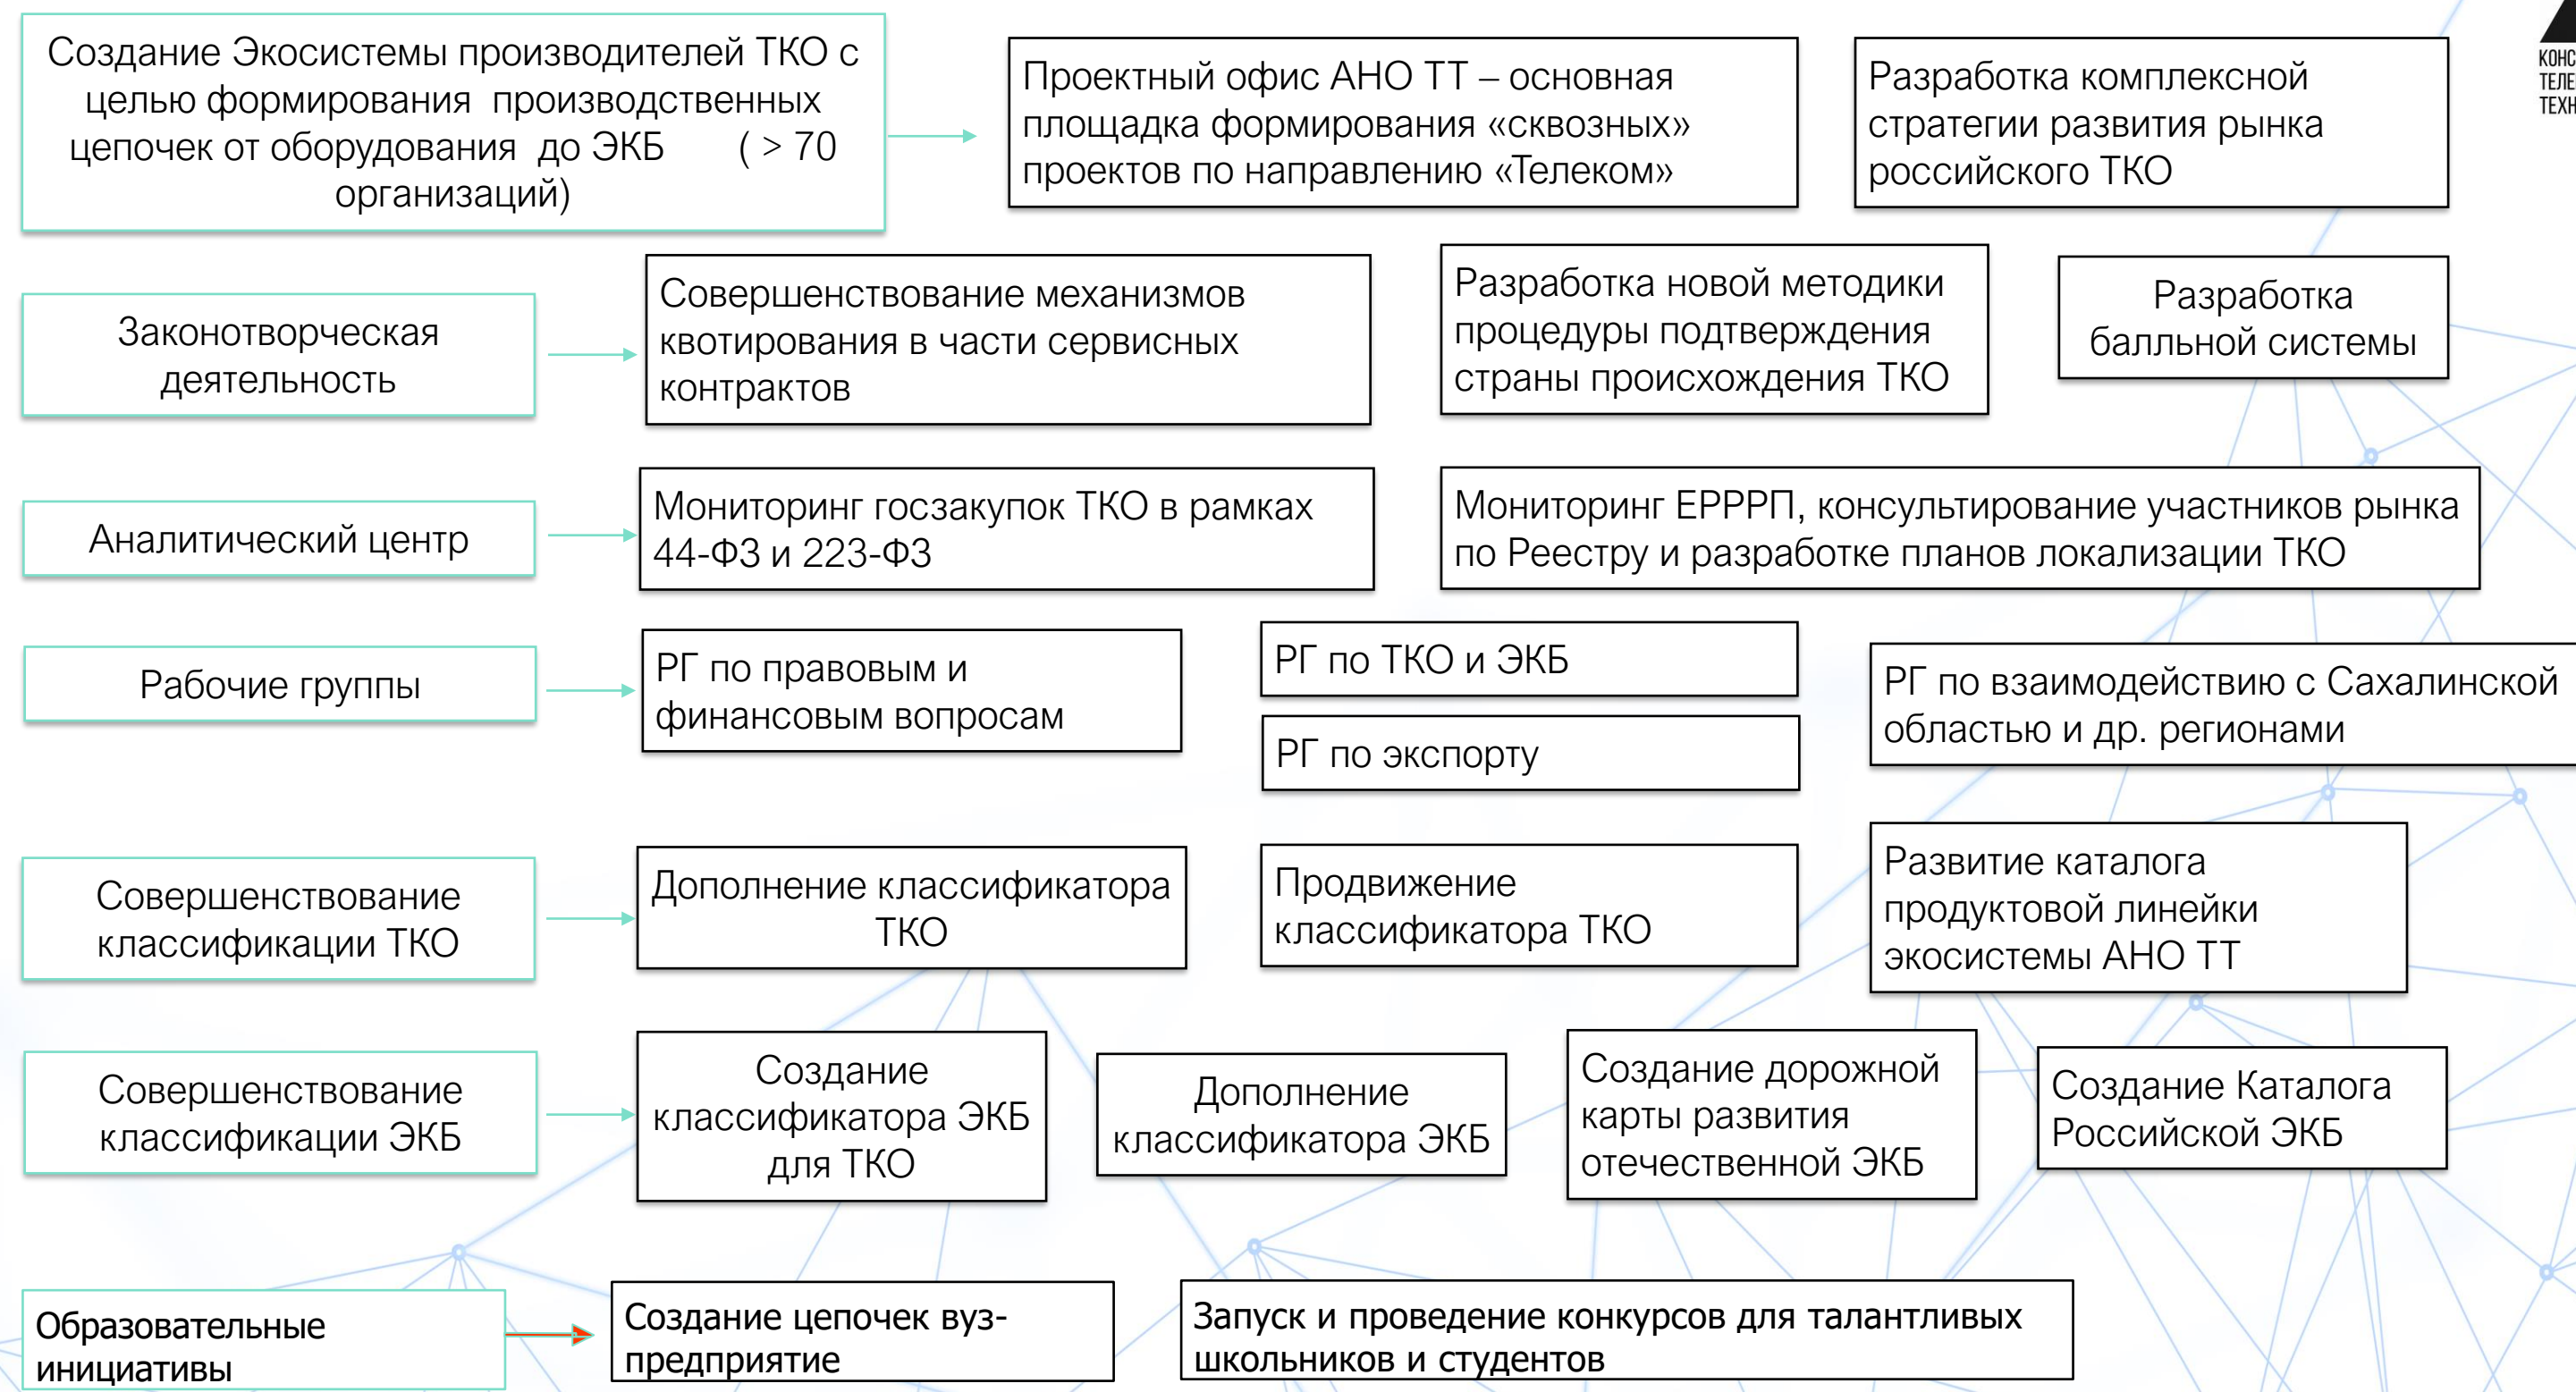 Создание Экосистемы производителей ТКО с
целью формирования производственных
цепочек от оборудования до ЭКБ ( > 70
организаций)
Проектный офис АНО ТТ – основная
площадка формирования «сквозных»
проектов по направлению «Телеком»
Разработка комплексной
стратегии развития рынка
российского ТКО
Законотворческая
деятельность
Совершенствование механизмов
квотирования в части сервисных
контрактов
Разработка новой методики
процедуры подтверждения
страны происхождения ТКО
Разработка
балльной системы
Аналитический центр
Мониторинг госзакупок ТКО в рамках
44-ФЗ и 223-ФЗ
Мониторинг ЕРРРП, консультирование участников рынка
по Реестру и разработке планов локализации ТКО
Рабочие группы
РГ по правовым и
финансовым вопросам
РГ по ТКО и ЭКБ
РГ по экспорту
РГ по взаимодействию с Сахалинской
областью и др. регионами
Совершенствование
классификации ТКО
Дополнение классификатора
ТКО
Продвижение
классификатора ТКО
Развитие каталога
продуктовой линейки
экосистемы АНО ТТ
Совершенствование
классификации ЭКБ
Создание
классификатора ЭКБ
для ТКО
Дополнение
классификатора ЭКБ
Создание дорожной
карты развития
отечественной ЭКБ
Создание Каталога
Российской ЭКБ
Образовательные
инициативы
Создание цепочек вуз-
предприятие
Запуск и проведение конкурсов для талантливых
школьников и студентов